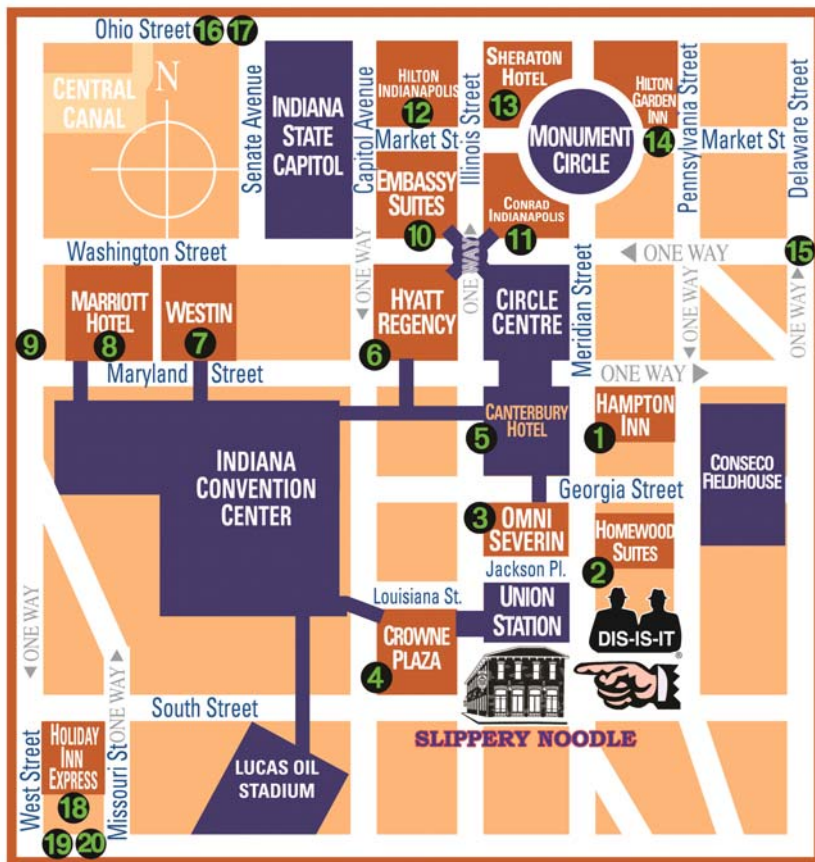 Ohio Street 16 17
CENTRAL
CANAL
N
Senate Avenue
INDIANA
STATE
CAPITOL
Capitol Avenue
HILTON
INDIANAPOLIS
12
Illinois Street
SHERATON
HOTEL
13
HILTON
GARDEN
INN
14
Pennsylvania Street
Delaware Street
MONUMENT
CIRCLE
Market St.
Market St
EMBASSY
SUITES
10
CONRAD
INDIANAPOLIS
11
Washington Street
ONE WAY
15
MARRIOTT
HOTEL
8
WESTIN
7
9
ONE WAY
HYATT
REGENCY
6
ONE WAY
CIRCLE
CENTRE
Meridian Street
ONE WAY
ONE WAY
Maryland Street
ONE WAY
CANTERBURY
HOTEL
5
HAMPTON
INN
1
CONSECO
FIELDHOUSE
INDIANA
CONVENTION
CENTER
Georgia Street
3
OMNI
SEVERIN
HOMEWOOD
SUITES
2
Jackson Pl.
Louisiana St.
UNION
STATION
DIS-IS-IT
®
CROWNE
PLAZA
4
ONE WAY
ONE WAY
South Street
SLIPPERY NOODLE
West Street
HOLIDAY
INN
EXPRESS
18
Missouri St
LUCAS OIL
STADIUM
19 20